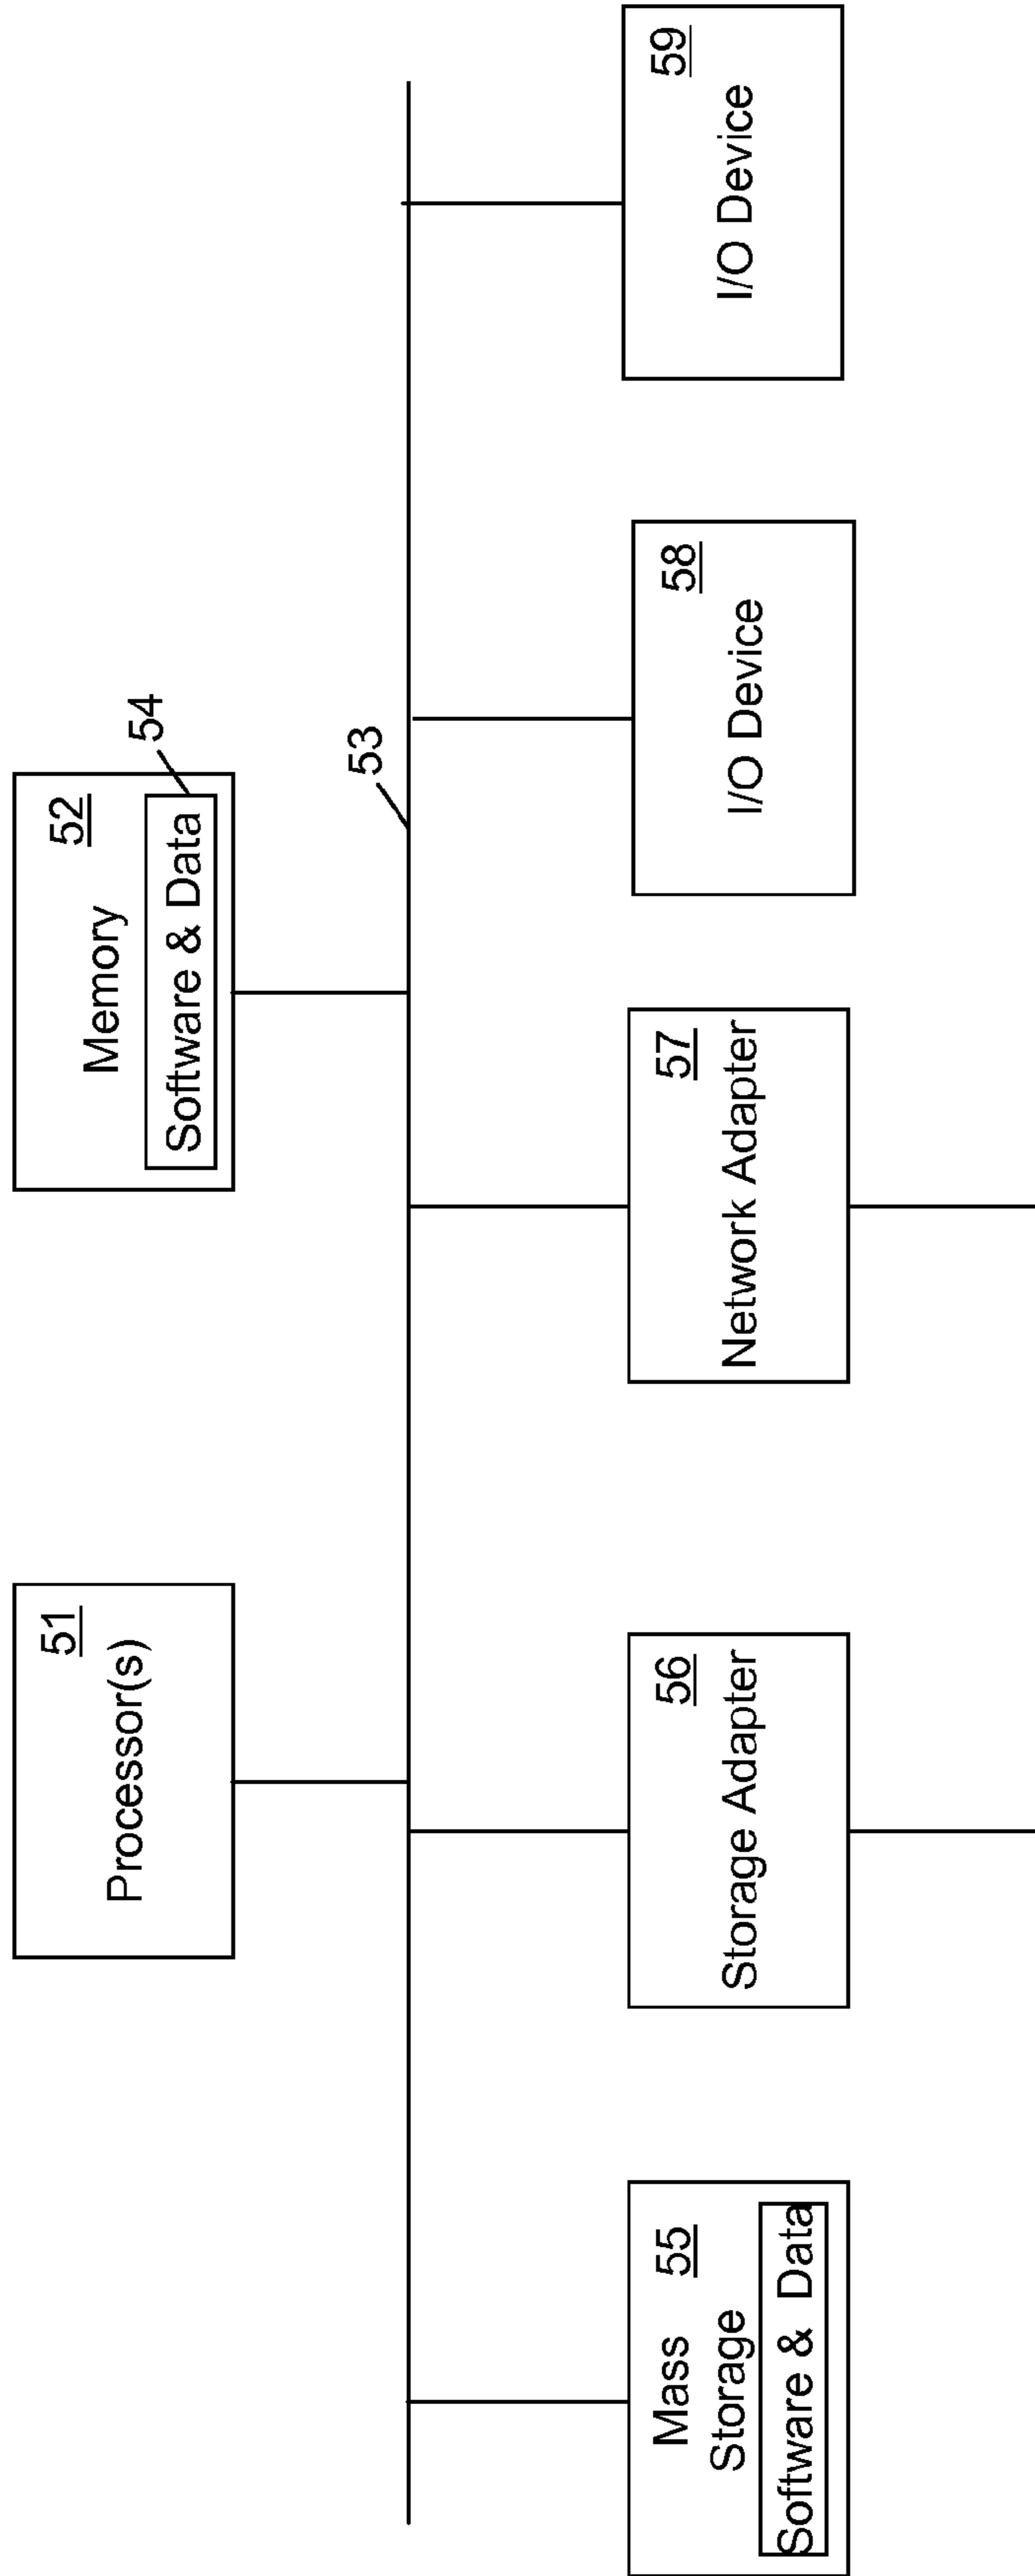 51
Processor(s)
52
Memory
Software & Data
54
53
55
Mass
Storage
Software & Data
56
Storage Adapter
57
Network Adapter
58
I/O Device
59
I/O Device